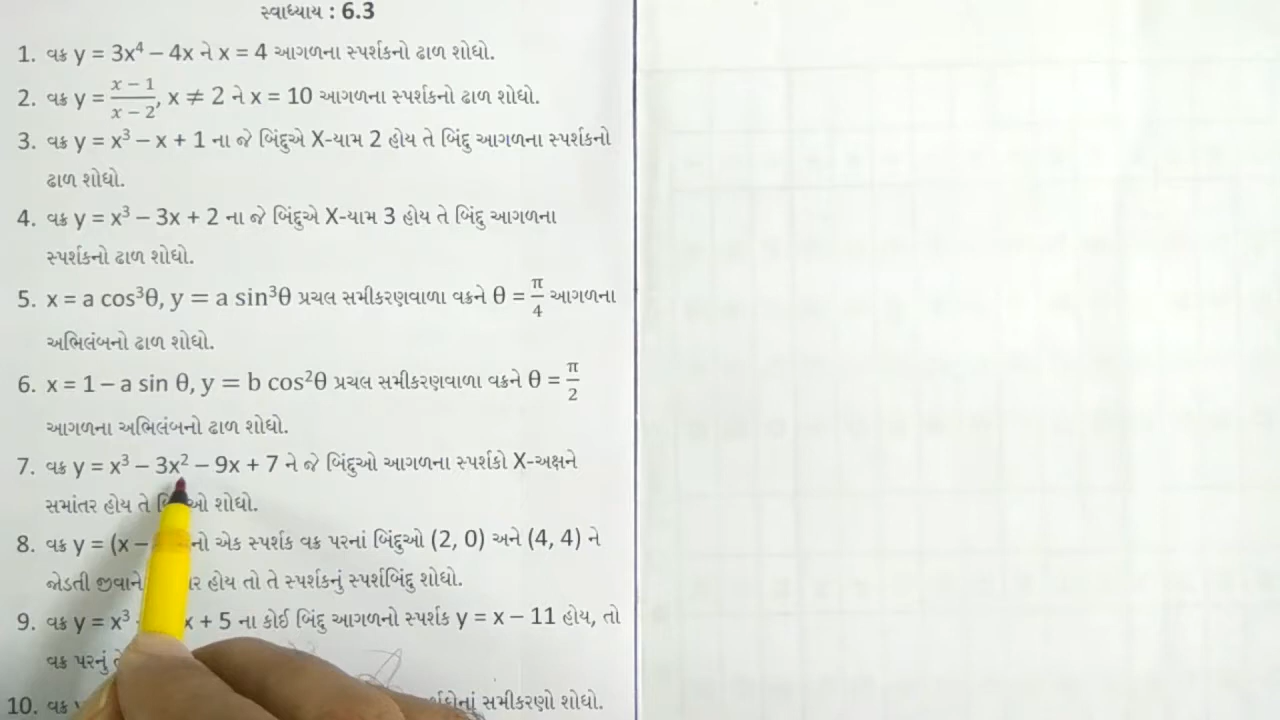 સ્વાધ્યાય : 6.3
1. વક્ર y = 3x⁴ – 4x ને x = 4 આગળના સ્પર્શકનો ઢાળ શોધો.
2. વક્ર y = (x – 1)/(x – 2), x ≠ 2 ને x = 10 આગળના સ્પર્શકનો ઢાળ શોધો.
3. વક્ર y = x³ – x + 1 ના જે બિંદુએ X-યામ 2 હોય તે બિંદુ આગળના સ્પર્શકનો
ઢાળ શોધો.
4. વક્ર y = x³ – 3x + 2 ના જે બિંદુએ X-યામ 3 હોય તે બિંદુ આગળના
સ્પર્શકનો ઢાળ શોધો.
5. x = a cos³θ, y = a sin³θ પ્રચલ સમીકરણવાળા વક્રને θ = π/4 આગળના
અભિલંબનો ઢાળ શોધો.
6. x = 1 – a sin θ, y = b cos²θ પ્રચલ સમીકરણવાળા વક્રને θ = π/2
આગળના અભિલંબનો ઢાળ શોધો.
7. વક્ર y = x³ – 3x² – 9x + 7 ને જે બિંદુઓ આગળના સ્પર્શકો X-અક્ષને
સમાંતર હોય તે શોધો.
8. વક્ર y = (x – નો એક સ્પર્શક વક્ર પરનાં બિંદુઓ (2, 0) અને (4, 4) ને
જોડતી જીવાને હોય તો તે સ્પર્શકનું સ્પર્શબિંદુ શોધો.
9. વક્ર y = x³ x + 5 ના કોઈ બિંદુ આગળનો સ્પર્શક y = x – 11 હોય, તો
વક્ર પરનું
10. વક્ર સમીકરણો શોધો.